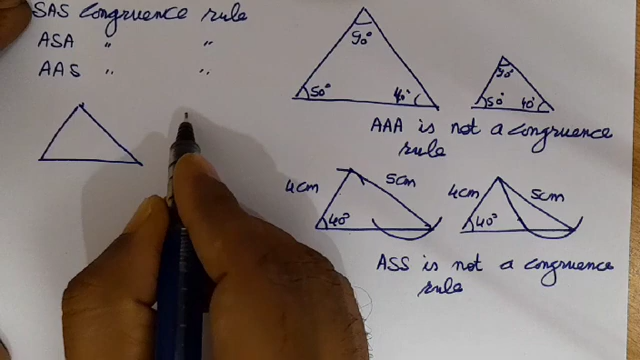 SAS congruence rule
ASA " "
AAS " "
90°
50°
40°
90°
50°
40°
AAA is not a congruence
rule
4cm
5cm
40°
4cm
5cm
40°
ASS is not a congruence
rule